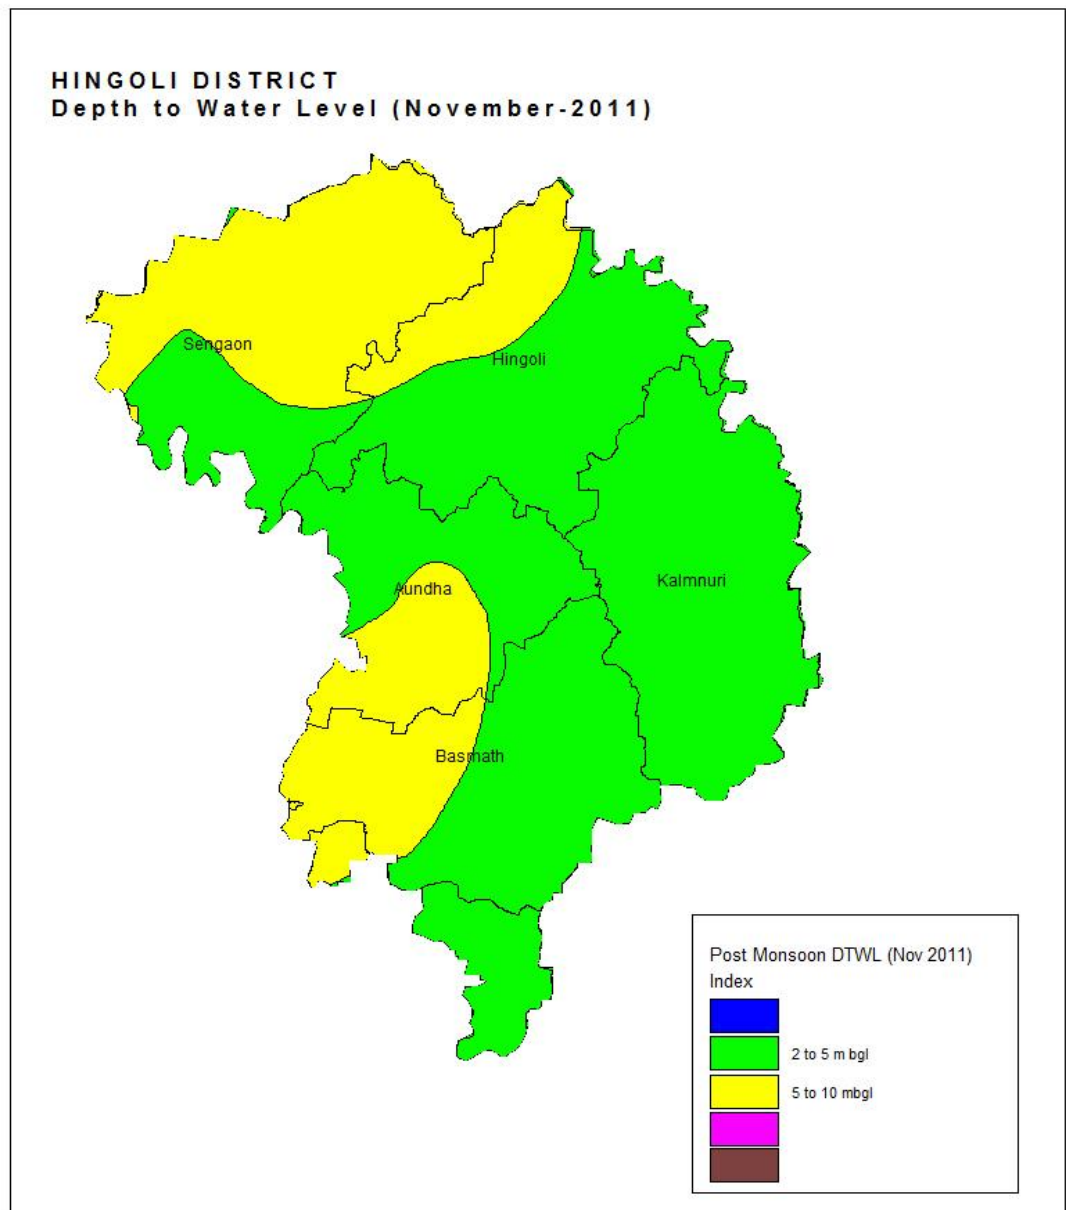 HINGOLI DISTRICT
Depth to Water Level (November-2011)
Sengaon
Hingoli
Kalmnuri
Aundha
Basmath
Post Monsoon DTWL (Nov 2011)
Index
2 to 5 m bgl
5 to 10 mbgl